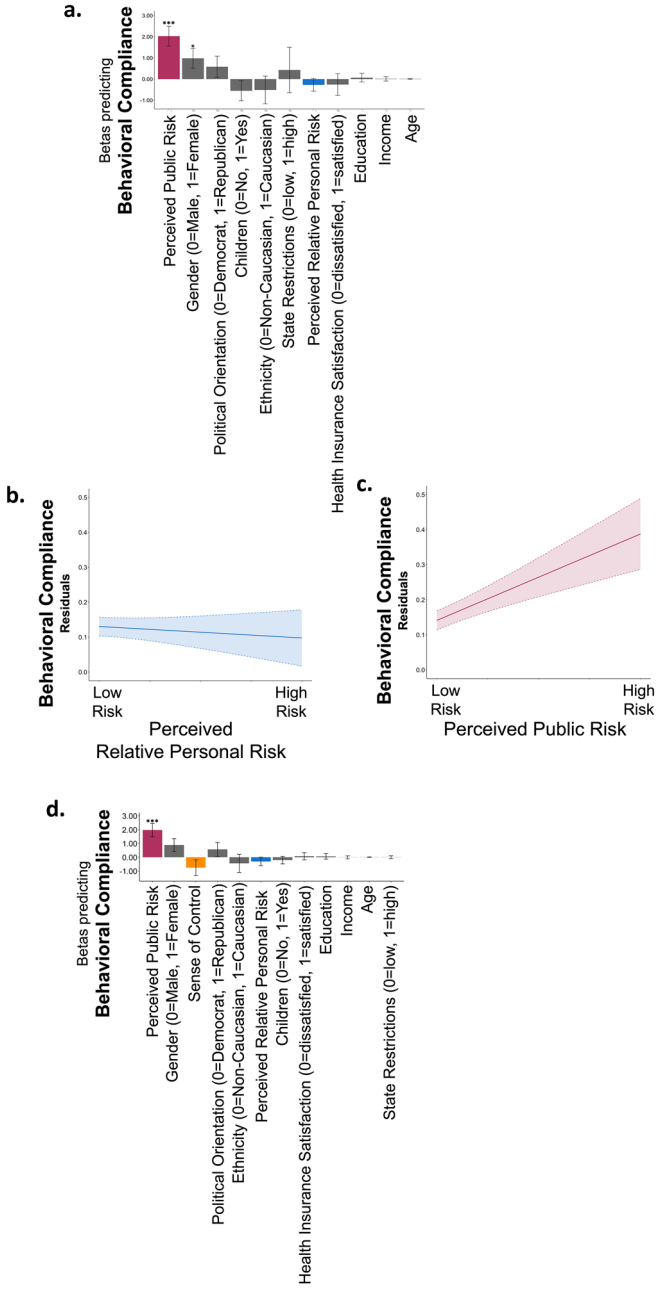 a.
Betas predicting
Behavioral Compliance
3.00
2.00
1.00
0.00
-1.00
***
*
Perceived Public Risk
Gender (0=Male, 1=Female)
Political Orientation (0=Democrat, 1=Republican)
Children (0=No, 1=Yes)
Ethnicity (0=Non-Caucasian, 1=Caucasian)
State Restrictions (0=low, 1=high)
Perceived Relative Personal Risk
Health Insurance Satisfaction (0=dissatisfied, 1=satisfied)
Education
Income
Age
b.
Behavioral Compliance
Residuals
0.5
0.4
0.3
0.2
0.1
0.0
Low
Risk
High
Risk
Perceived
Relative Personal Risk
c.
Behavioral Compliance
Residuals
0.5
0.4
0.3
0.2
0.1
0.0
Low
Risk
High
Risk
Perceived Public Risk
d.
Betas predicting
Behavioral Compliance
3.00
2.00
1.00
0.00
-1.00
***
Perceived Public Risk
Gender (0=Male, 1=Female)
Sense of Control
Political Orientation (0=Democrat, 1=Republican)
Ethnicity (0=Non-Caucasian, 1=Caucasian)
Perceived Relative Personal Risk
Children (0=No, 1=Yes)
Health Insurance Satisfaction (0=dissatisfied, 1=satisfied)
Education
Income
Age
State Restrictions (0=low, 1=high)